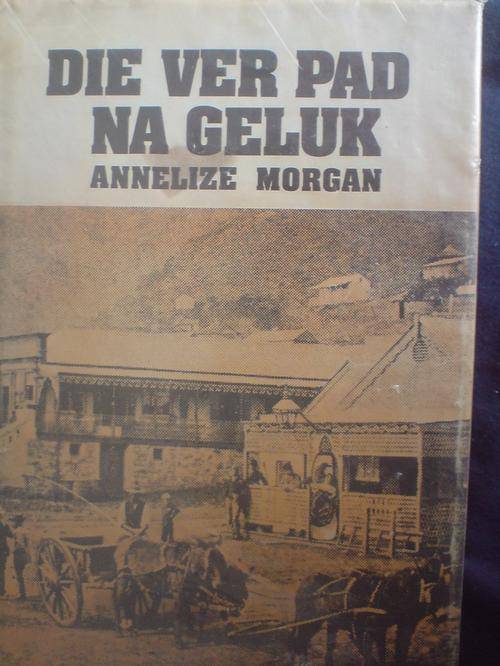 DIE VER PAD
NA GELUK
ANNELIZE MORGAN